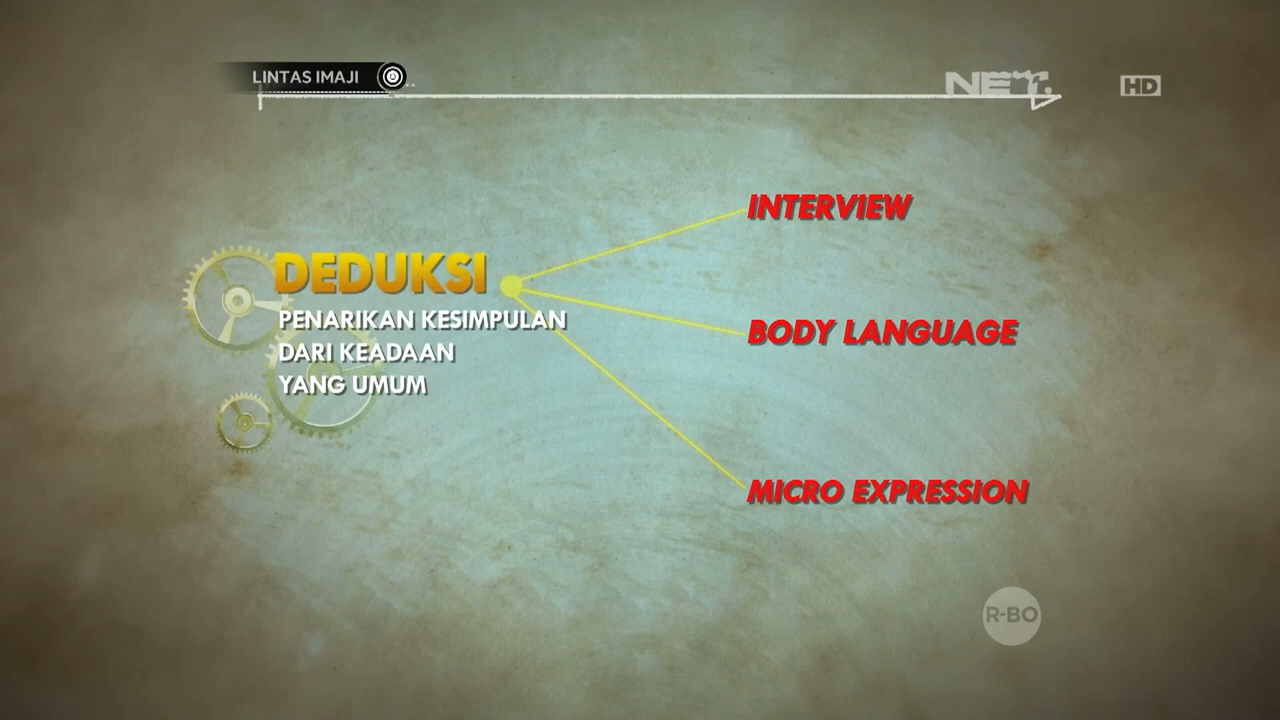 LINTAS IMAJI
NET.
HD
DEDUKSI
PENARIKAN KESIMPULAN
DARI KEADAAN
YANG UMUM
INTERVIEW
BODY LANGUAGE
MICRO EXPRESSION
R-BO